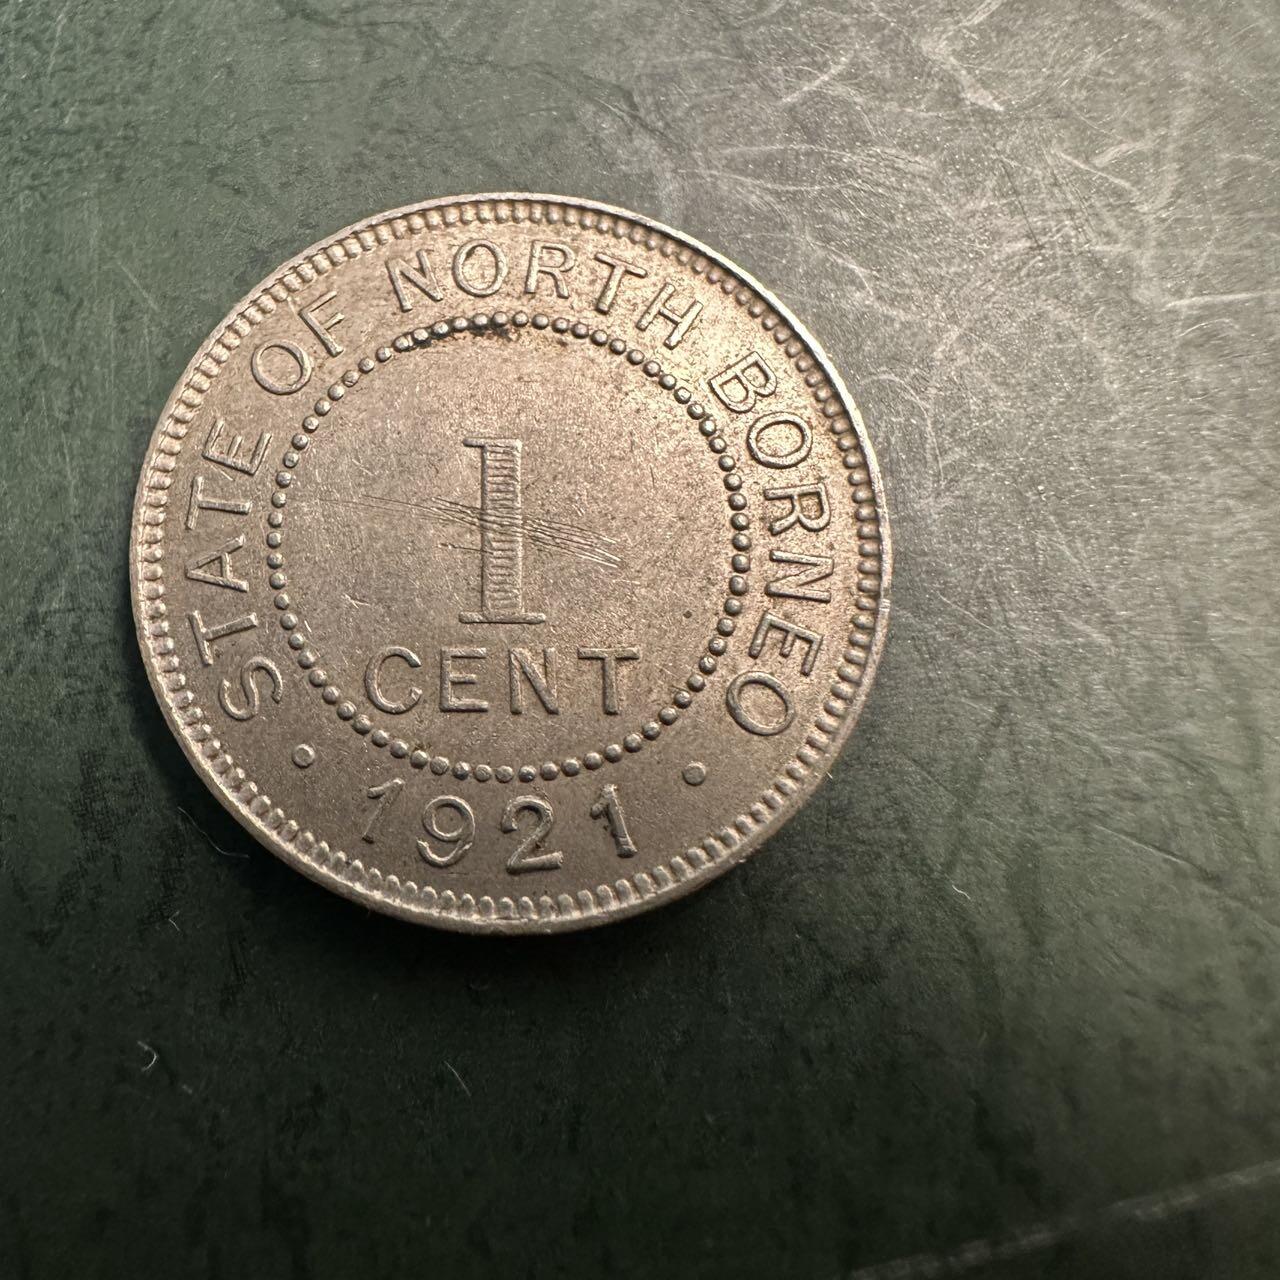 STATE OF NORTH BORNEO
1
CENT
• 1921 •